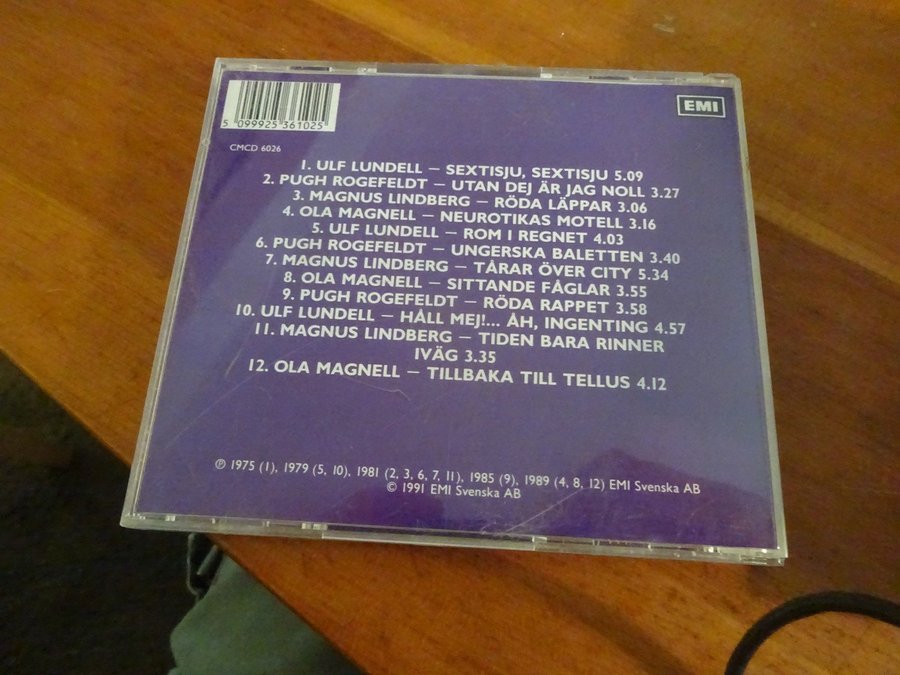 EMI
5 099925 361025
CMCD 6026
1. ULF LUNDELL – SEXTISJU, SEXTISJU 5.09
2. PUGH ROGEFELDT – UTAN DEJ ÄR JAG NOLL 3.27
3. MAGNUS LINDBERG – RÖDA LÄPPAR 3.06
4. OLA MAGNELL – NEUROTIKAS MOTELL 3.16
5. ULF LUNDELL – ROM I REGNET 4.03
6. PUGH ROGEFELDT – UNGERSKA BALETTEN 3.40
7. MAGNUS LINDBERG – TÅRAR ÖVER CITY 5.34
8. OLA MAGNELL – SITTANDE FÅGLAR 3.55
9. PUGH ROGEFELDT – RÖDA RAPPET 3.58
10. ULF LUNDELL – HÅLL MEJ!... ÅH, INGENTING 4.57
11. MAGNUS LINDBERG – TIDEN BARA RINNER
IVÄG 3.35
12. OLA MAGNELL – TILLBAKA TILL TELLUS 4.12
℗ 1975 (1), 1979 (5, 10), 1981 (2, 3, 6, 7, 11), 1985 (9), 1989 (4, 8, 12) EMI Svenska AB
© 1991 EMI Svenska AB